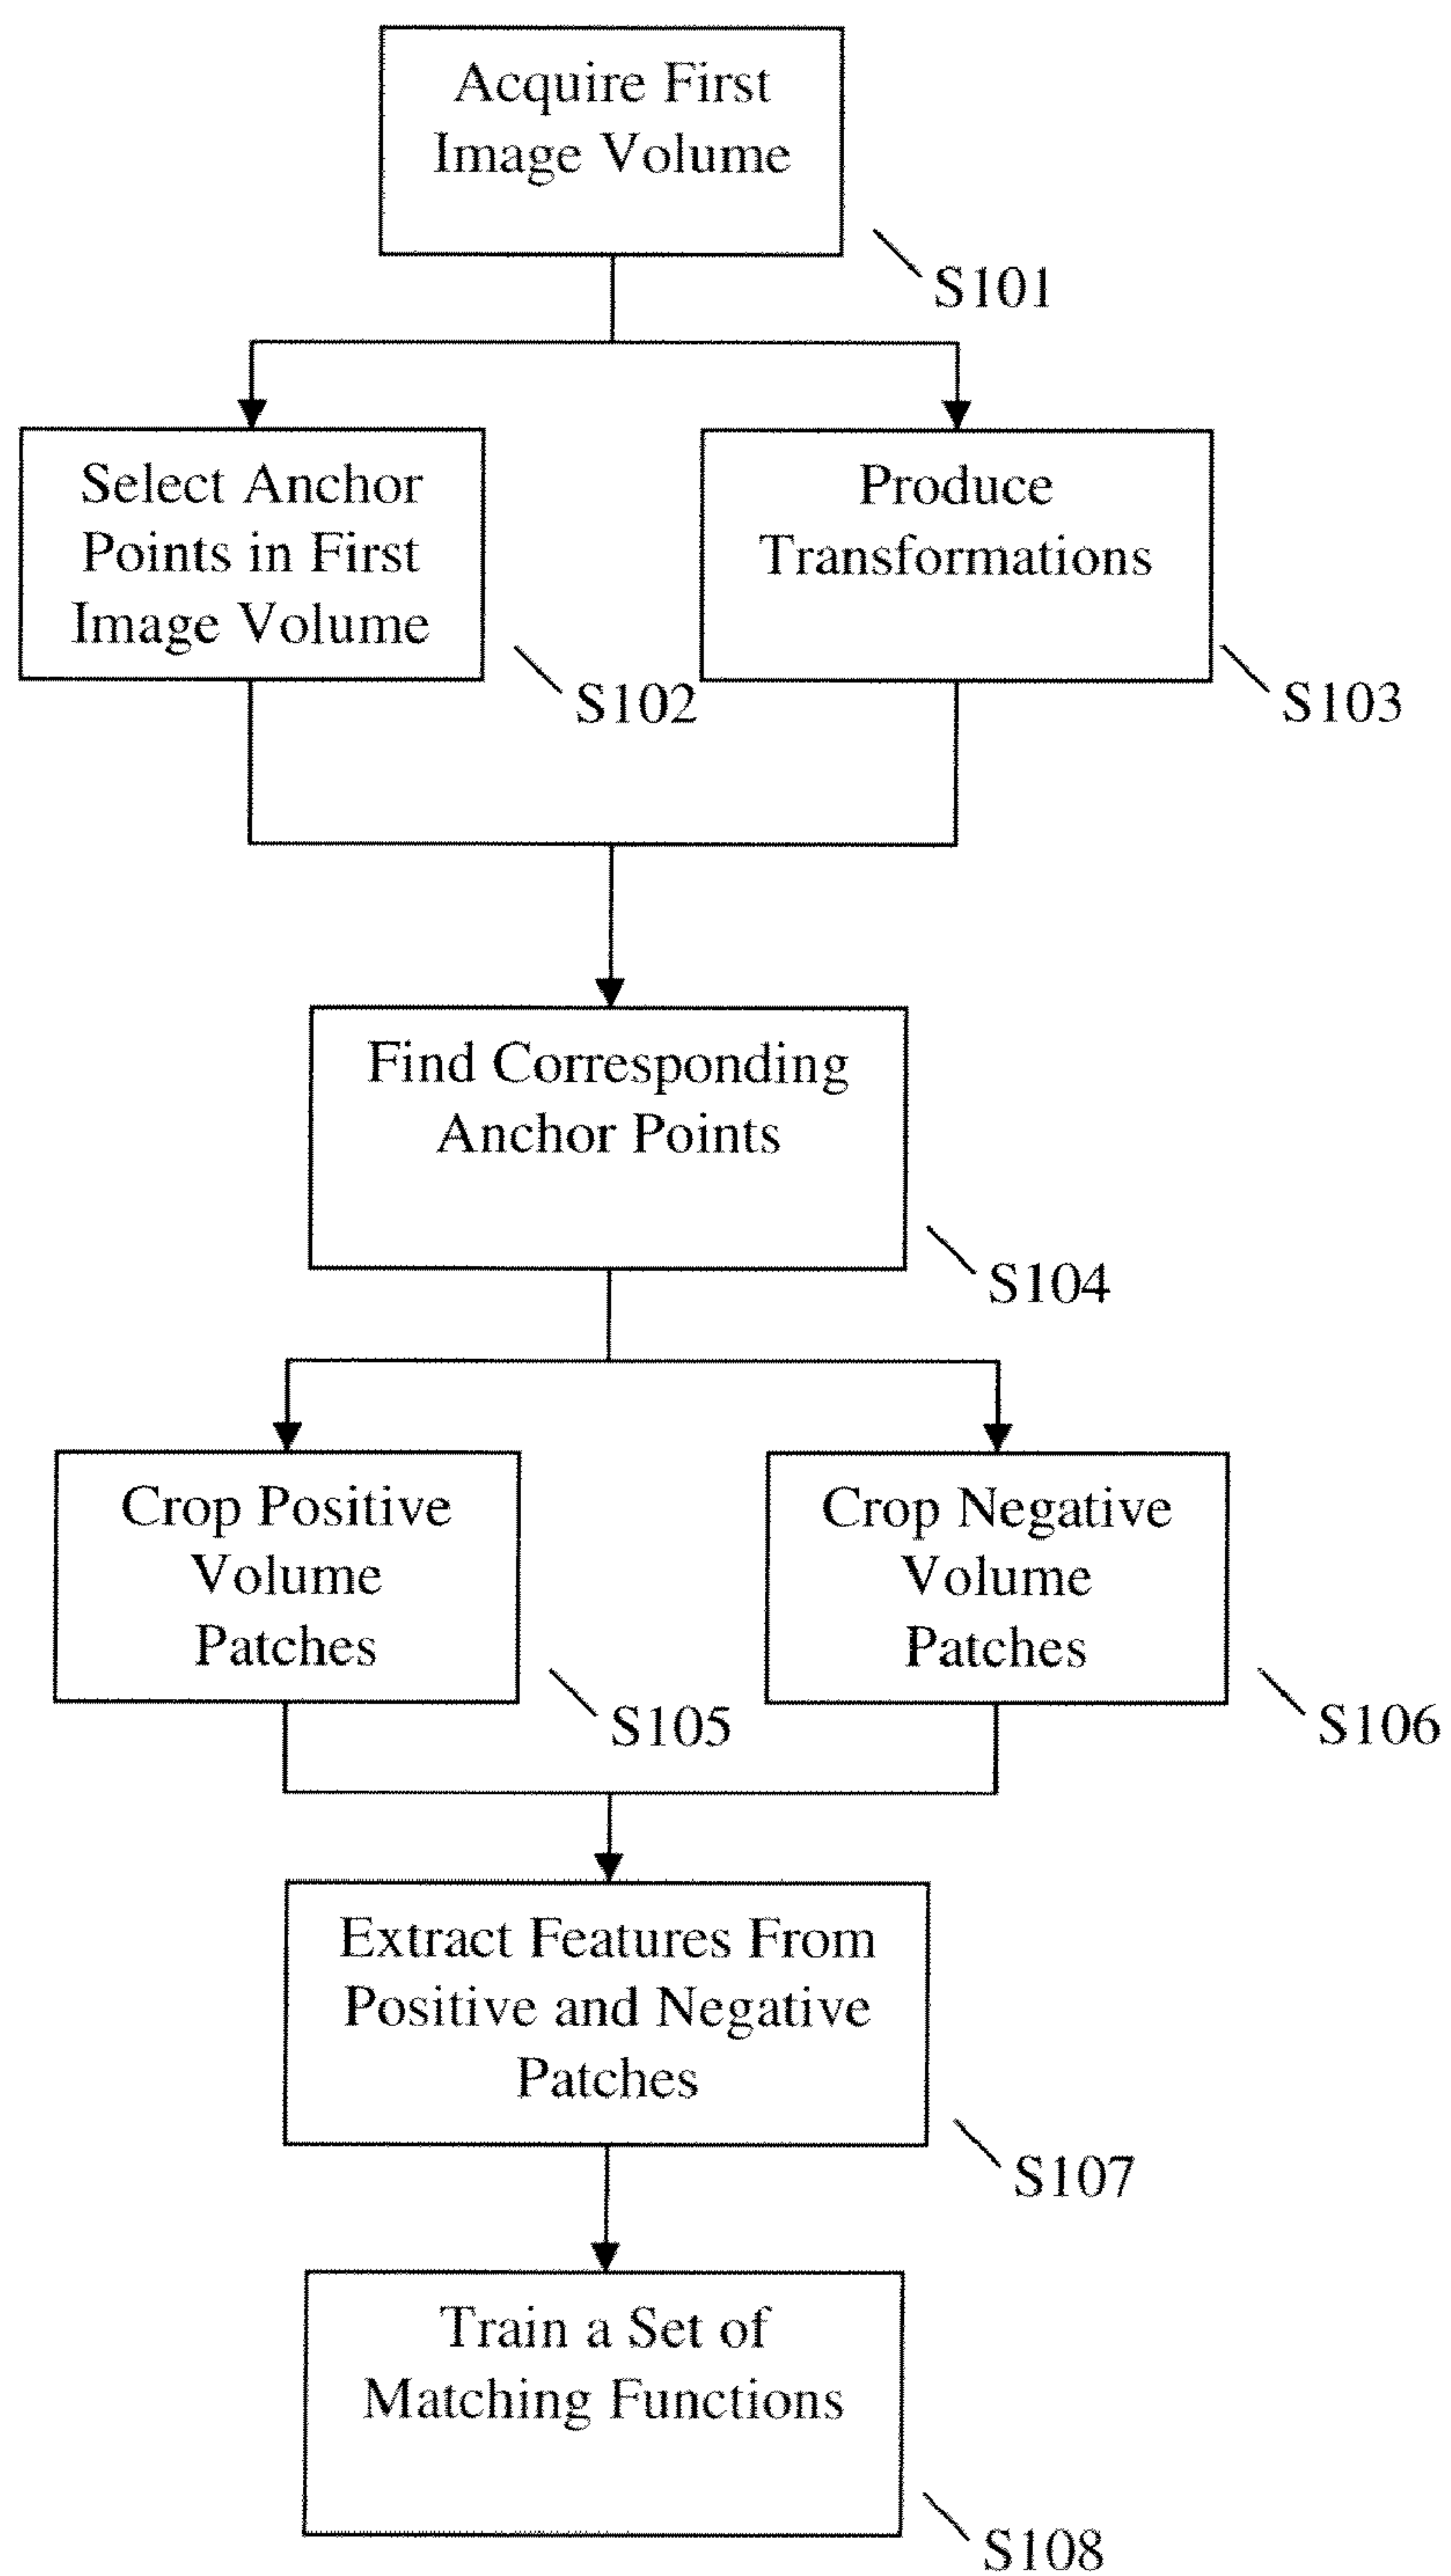 Acquire First
Image Volume
S101
Select Anchor
Points in First
Image Volume
S102
Produce
Transformations
S103
Find Corresponding
Anchor Points
S104
Crop Positive
Volume
Patches
S105
Crop Negative
Volume
Patches
S106
Extract Features From
Positive and Negative
Patches
S107
Train a Set of
Matching Functions
S108